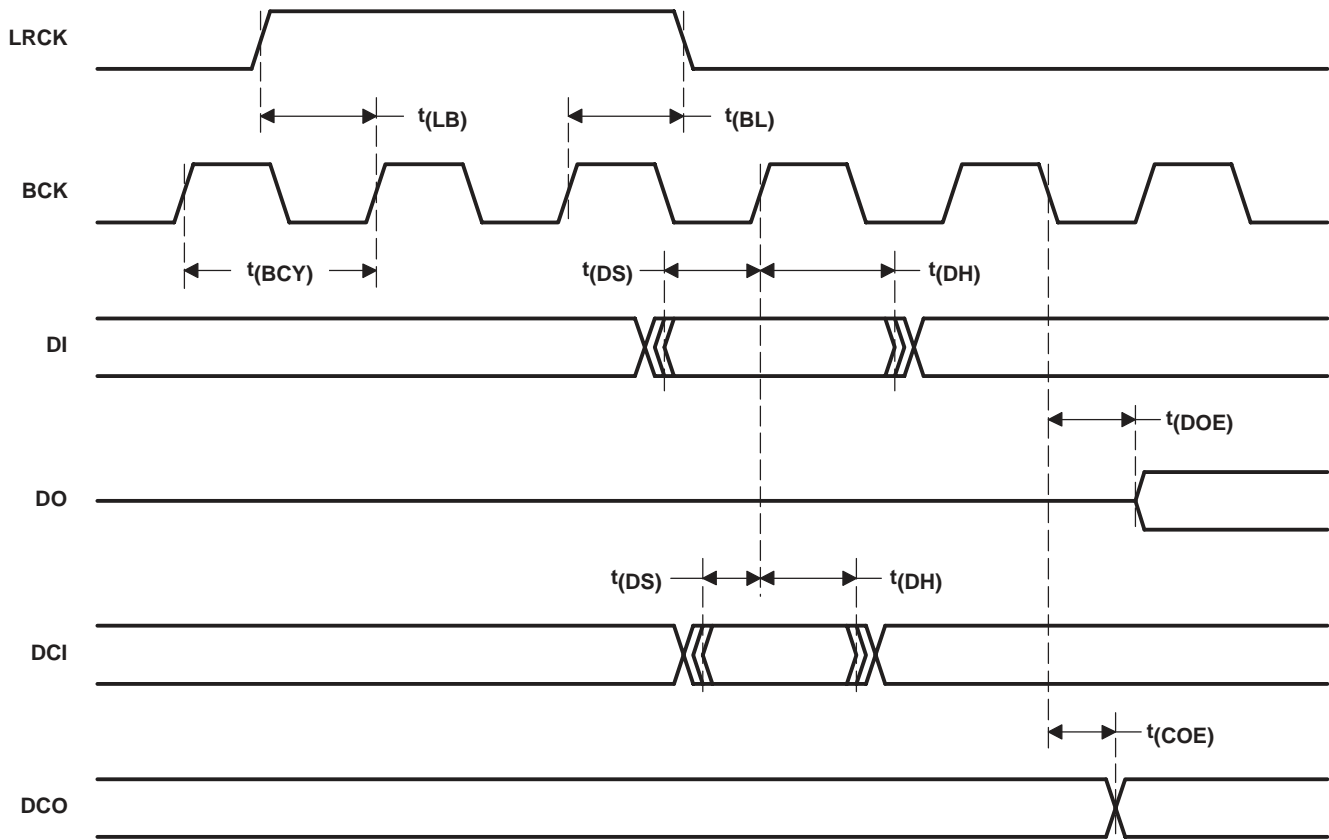 LRCK
t(LB)
t(BL)
BCK
t(BCY)
t(DS)
t(DH)
DI
t(DOE)
DO
t(DS)
t(DH)
DCI
t(COE)
DCO